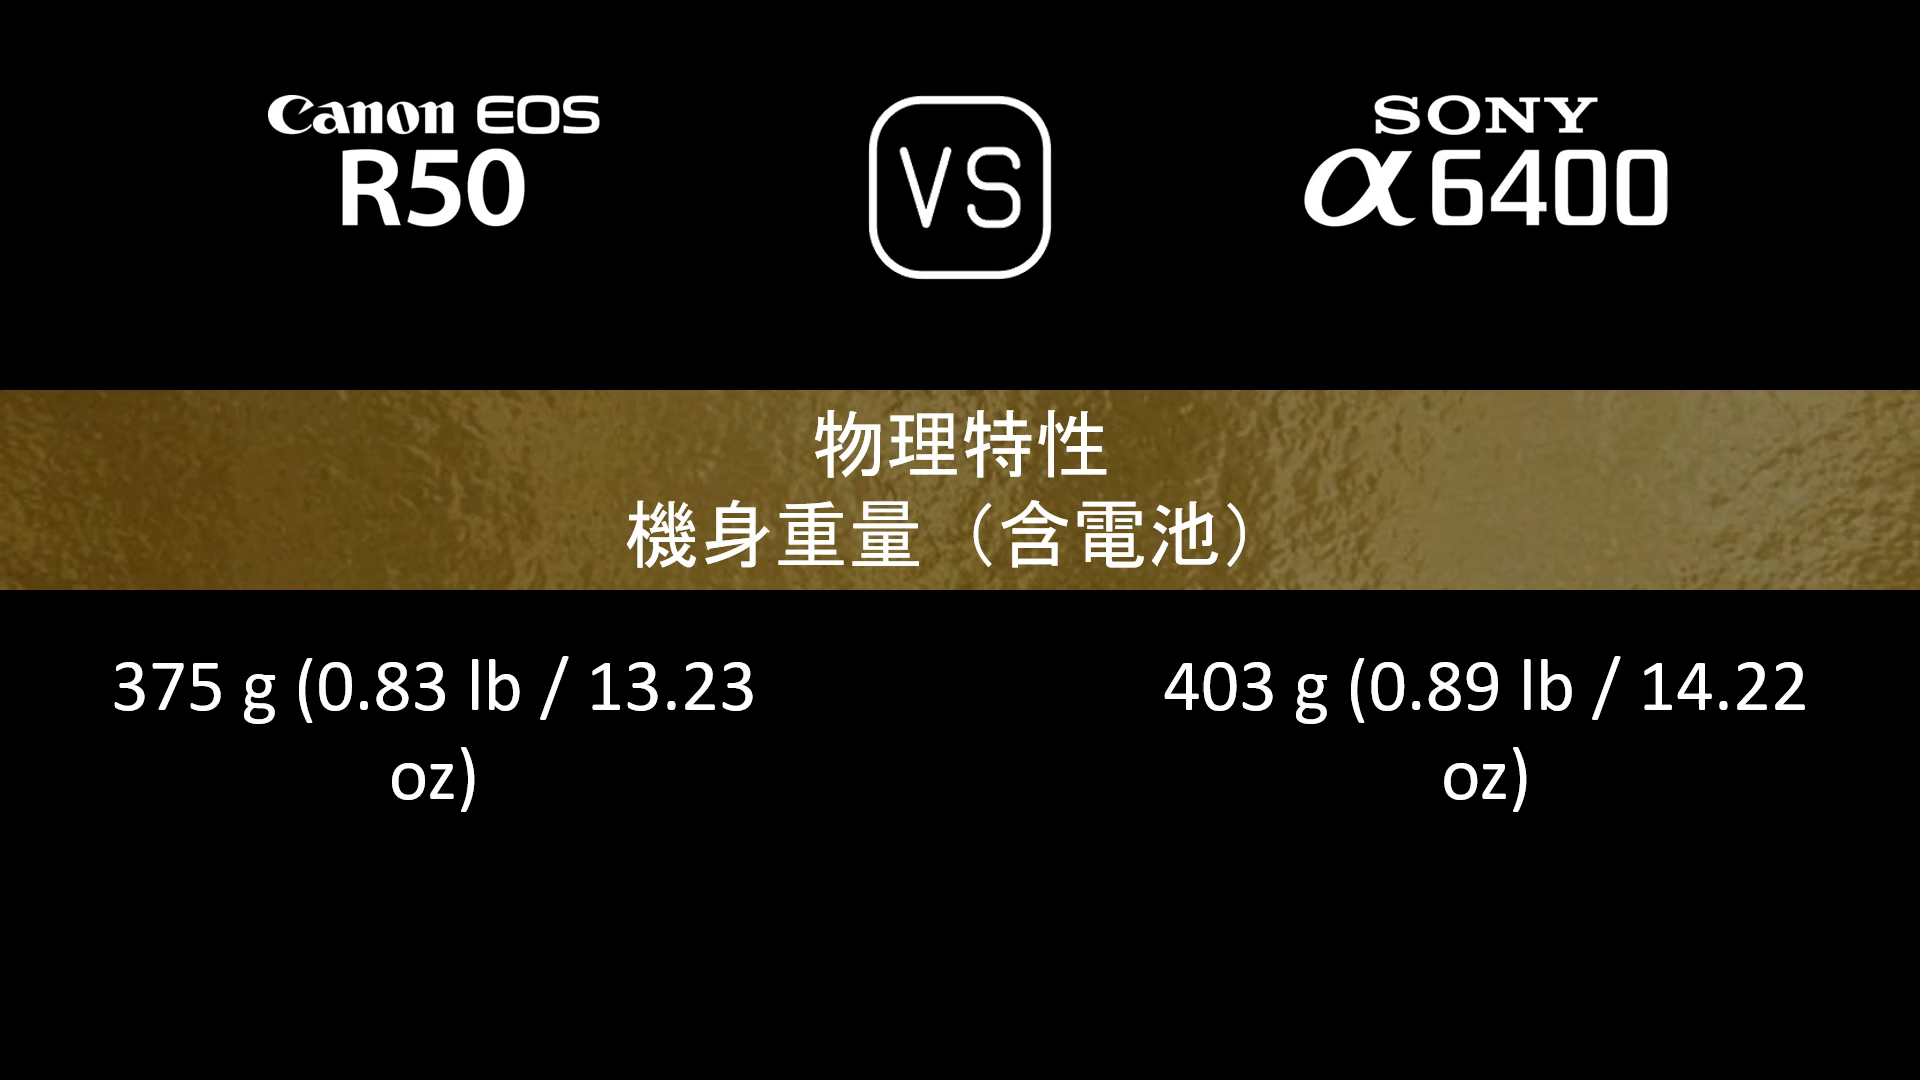 Canon EOS
R50
VS
SONY
α6400
物理特性
機身重量（含電池）
375 g (0.83 lb / 13.23
oz)
403 g (0.89 lb / 14.22
oz)